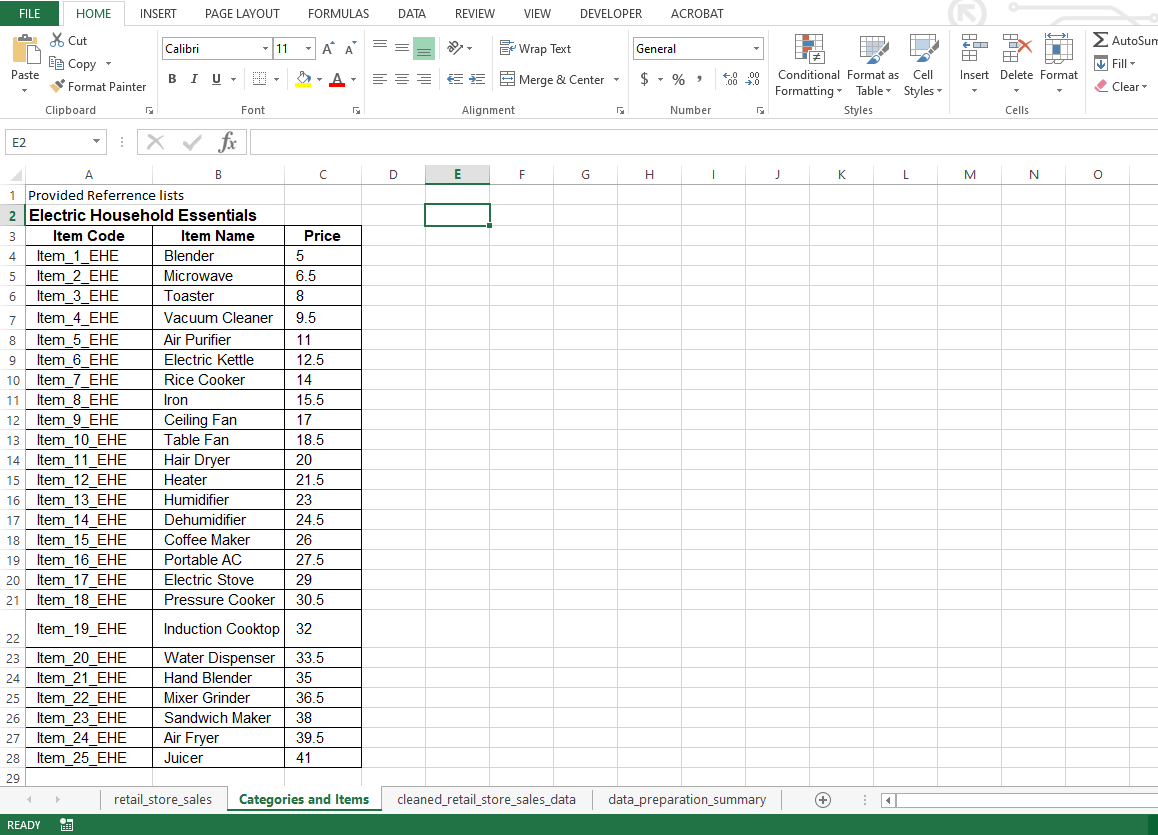 FILE HOME INSERT PAGE LAYOUT FORMULAS DATA REVIEW VIEW DEVELOPER ACROBAT
Paste Cut Copy Format Painter
Clipboard
Calibri 11 A A
B I U A
Font
Wrap Text
Merge & Center
Alignment
General
$ % , .0 .00 .00 .0
Number
Conditional Formatting Format as Table Cell Styles
Styles
Insert Delete Format
Cells
AutoSum
Fill
Clear
E2 fx
A B C D E F G H I J K L M N O
1 Provided Referrence lists
2 Electric Household Essentials
3 Item Code Item Name Price
4 Item_1_EHE Blender 5
5 Item_2_EHE Microwave 6.5
6 Item_3_EHE Toaster 8
7 Item_4_EHE Vacuum Cleaner 9.5
8 Item_5_EHE Air Purifier 11
9 Item_6_EHE Electric Kettle 12.5
10 Item_7_EHE Rice Cooker 14
11 Item_8_EHE Iron 15.5
12 Item_9_EHE Ceiling Fan 17
13 Item_10_EHE Table Fan 18.5
14 Item_11_EHE Hair Dryer 20
15 Item_12_EHE Heater 21.5
16 Item_13_EHE Humidifier 23
17 Item_14_EHE Dehumidifier 24.5
18 Item_15_EHE Coffee Maker 26
19 Item_16_EHE Portable AC 27.5
20 Item_17_EHE Electric Stove 29
21 Item_18_EHE Pressure Cooker 30.5
22 Item_19_EHE Induction Cooktop 32
23 Item_20_EHE Water Dispenser 33.5
24 Item_21_EHE Hand Blender 35
25 Item_22_EHE Mixer Grinder 36.5
26 Item_23_EHE Sandwich Maker 38
27 Item_24_EHE Air Fryer 39.5
28 Item_25_EHE Juicer 41
29
retail_store_sales Categories and Items cleaned_retail_store_sales_data data_preparation_summary
READY